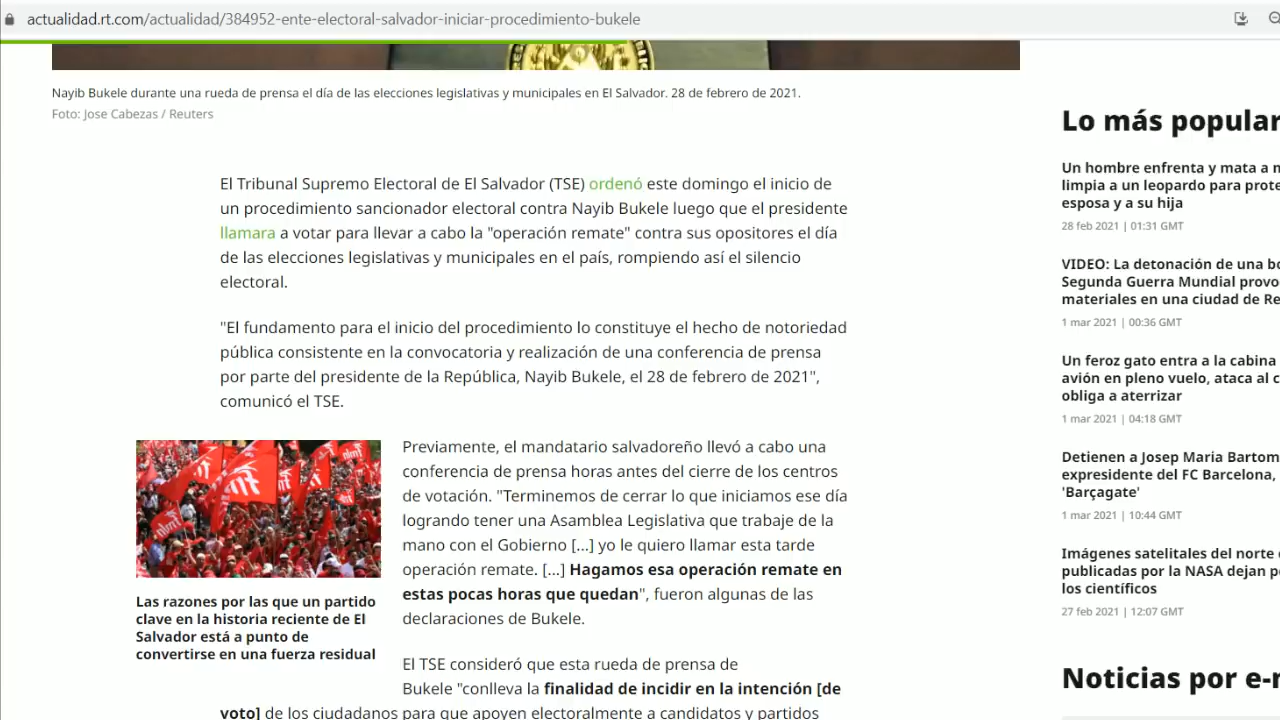 actualidad.rt.com/actualidad/384952-ente-electoral-salvador-iniciar-procedimiento-bukele
Nayib Bukele durante una rueda de prensa el día de las elecciones legislativas y municipales en El Salvador. 28 de febrero de 2021.
Foto: Jose Cabezas / Reuters
El Tribunal Supremo Electoral de El Salvador (TSE) ordenó este domingo el inicio de
un procedimiento sancionador electoral contra Nayib Bukele luego que el presidente
llamara a votar para llevar a cabo la "operación remate" contra sus opositores el día
de las elecciones legislativas y municipales en el país, rompiendo así el silencio
electoral.
"El fundamento para el inicio del procedimiento lo constituye el hecho de notoriedad
pública consistente en la convocatoria y realización de una conferencia de prensa
por parte del presidente de la República, Nayib Bukele, el 28 de febrero de 2021",
comunicó el TSE.
Previamente, el mandatario salvadoreño llevó a cabo una
conferencia de prensa horas antes del cierre de los centros
de votación. "Terminemos de cerrar lo que iniciamos ese día
logrando tener una Asamblea Legislativa que trabaje de la
mano con el Gobierno [...] yo le quiero llamar esta tarde
operación remate. [...] Hagamos esa operación remate en
estas pocas horas que quedan", fueron algunas de las
declaraciones de Bukele.
fmln
Las razones por las que un partido
clave en la historia reciente de El
Salvador está a punto de
convertirse en una fuerza residual
El TSE consideró que esta rueda de prensa de
Bukele "conlleva la finalidad de incidir en la intención [de
voto] de los ciudadanos para que apoyen electoralmente a candidatos y partidos
Lo más popular
Un hombre enfrenta y mata a
limpia a un leopardo para prote
esposa y a su hija
28 feb 2021 | 01:31 GMT
VIDEO: La detonación de una bo
Segunda Guerra Mundial provo
materiales en una ciudad de Re
1 mar 2021 | 00:36 GMT
Un feroz gato entra a la cabina
avión en pleno vuelo, ataca al c
obliga a aterrizar
1 mar 2021 | 04:18 GMT
Detienen a Josep Maria Bartom
expresidente del FC Barcelona,
'Barçagate'
1 mar 2021 | 10:44 GMT
Imágenes satelitales del norte
publicadas por la NASA dejan pe
los científicos
27 feb 2021 | 12:07 GMT
Noticias por e-